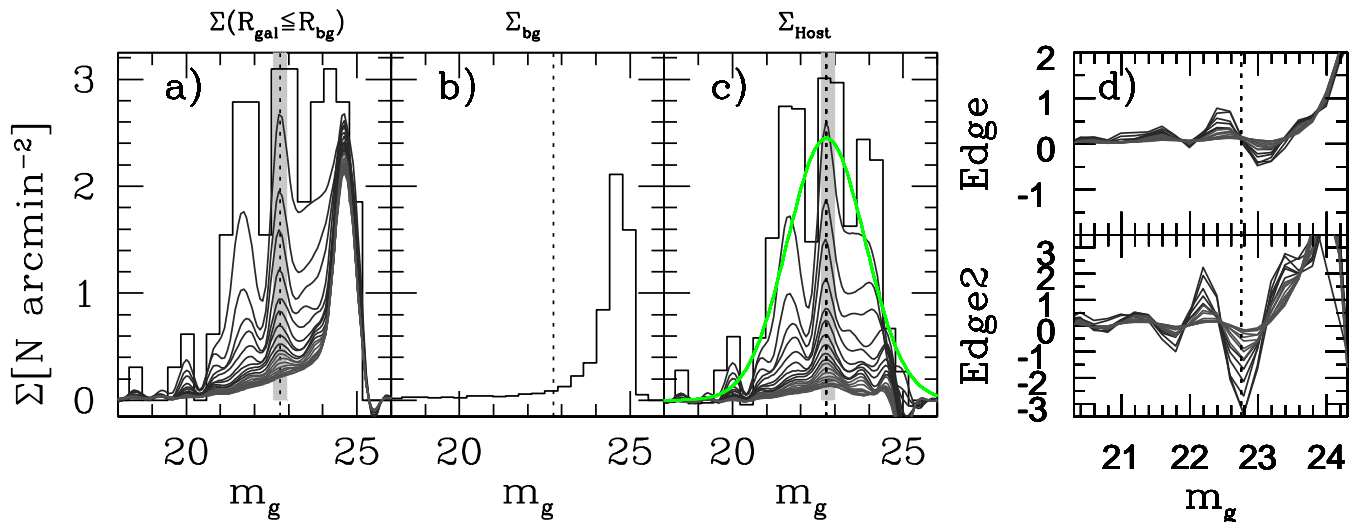 Σ(R_gal≦R_bg) Σ_bg Σ_Host
Σ[N arcmin⁻²]
3
2
1
0
a) b) c)
20 25 20 25 20 25
m_g m_g m_g
Edge
2
1
0
-1
d)
Edge2
3
2
1
0
-1
-2
-3
21 22 23 24
m_g